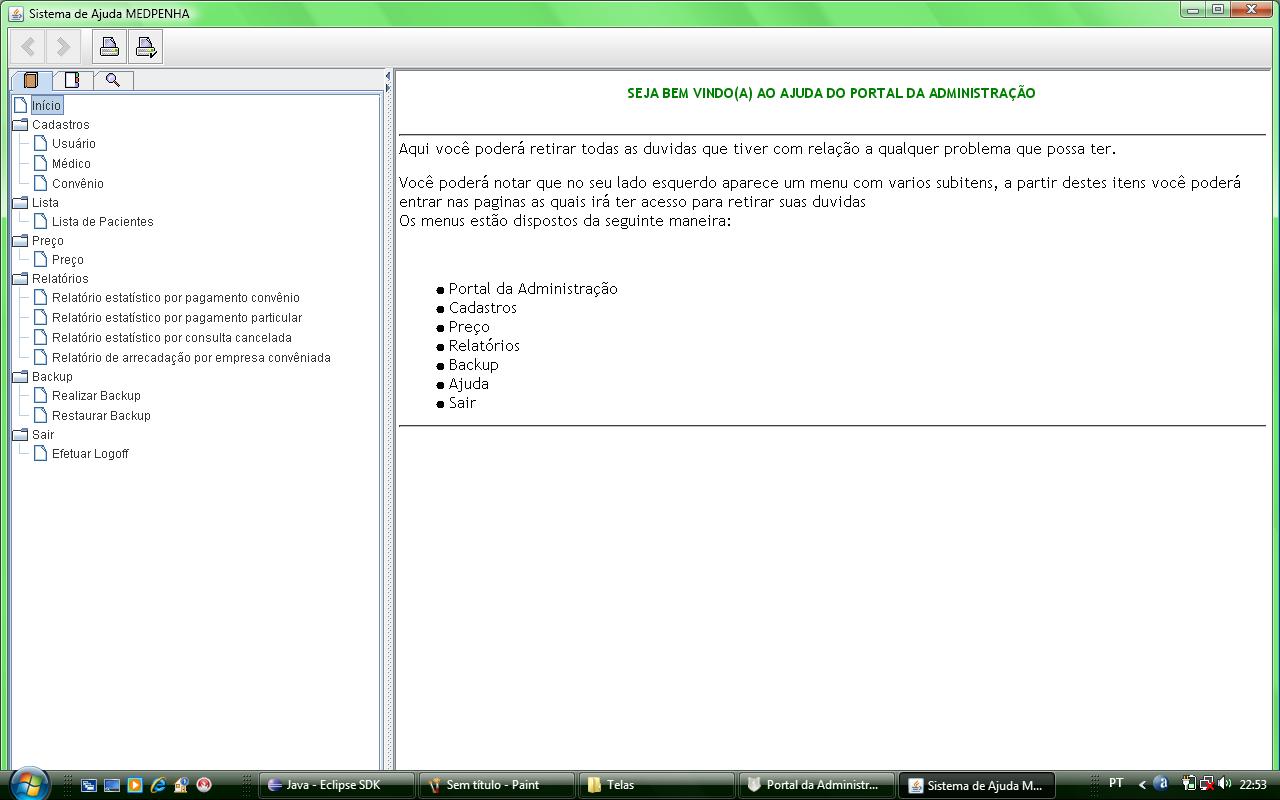 Sistema de Ajuda MEDPENHA
Início
Cadastros
Usuário
Médico
Convênio
Lista
Lista de Pacientes
Preço
Preço
Relatórios
Relatório estatístico por pagamento convênio
Relatório estatístico por pagamento particular
Relatório estatístico por consulta cancelada
Relatório de arrecadação por empresa convêniada
Backup
Realizar Backup
Restaurar Backup
Sair
Efetuar Logoff
SEJA BEM VINDO(A) AO AJUDA DO PORTAL DA ADMINISTRAÇÃO
Aqui você poderá retirar todas as duvidas que tiver com relação a qualquer problema que possa ter.
Você poderá notar que no seu lado esquerdo aparece um menu com varios subitens, a partir destes itens você poderá
entrar nas paginas as quais irá ter acesso para retirar suas duvidas
Os menus estão dispostos da seguinte maneira:
Portal da Administração
Cadastros
Preço
Relatórios
Backup
Ajuda
Sair
Java - Eclipse SDK
Sem título - Paint
Telas
Portal da Administr...
Sistema de Ajuda M...
PT
22:53